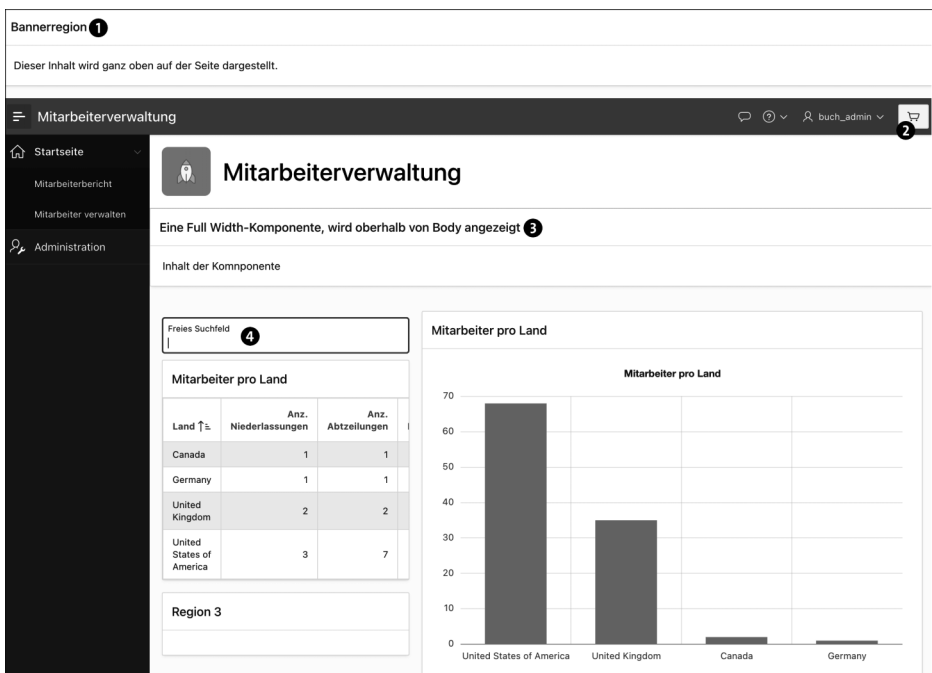 Bannerregion 1
Dieser Inhalt wird ganz oben auf der Seite dargestellt.
Mitarbeiterverwaltung
buch_admin
2
Startseite
Mitarbeiterbericht
Mitarbeiter verwalten
Administration
Mitarbeiterverwaltung
Eine Full Width-Komponente, wird oberhalb von Body angezeigt 3
Inhalt der Komnponente
Freies Suchfeld 4
Mitarbeiter pro Land
Land Anz. Anz.
Niederlassungen Abtzeilungen
Canada 1 1
Germany 1 1
United
Kingdom 2 2
United
States of 3 7
America
Region 3
Mitarbeiter pro Land
Mitarbeiter pro Land
70
60
50
40
30
20
10
0
United States of America United Kingdom Canada Germany